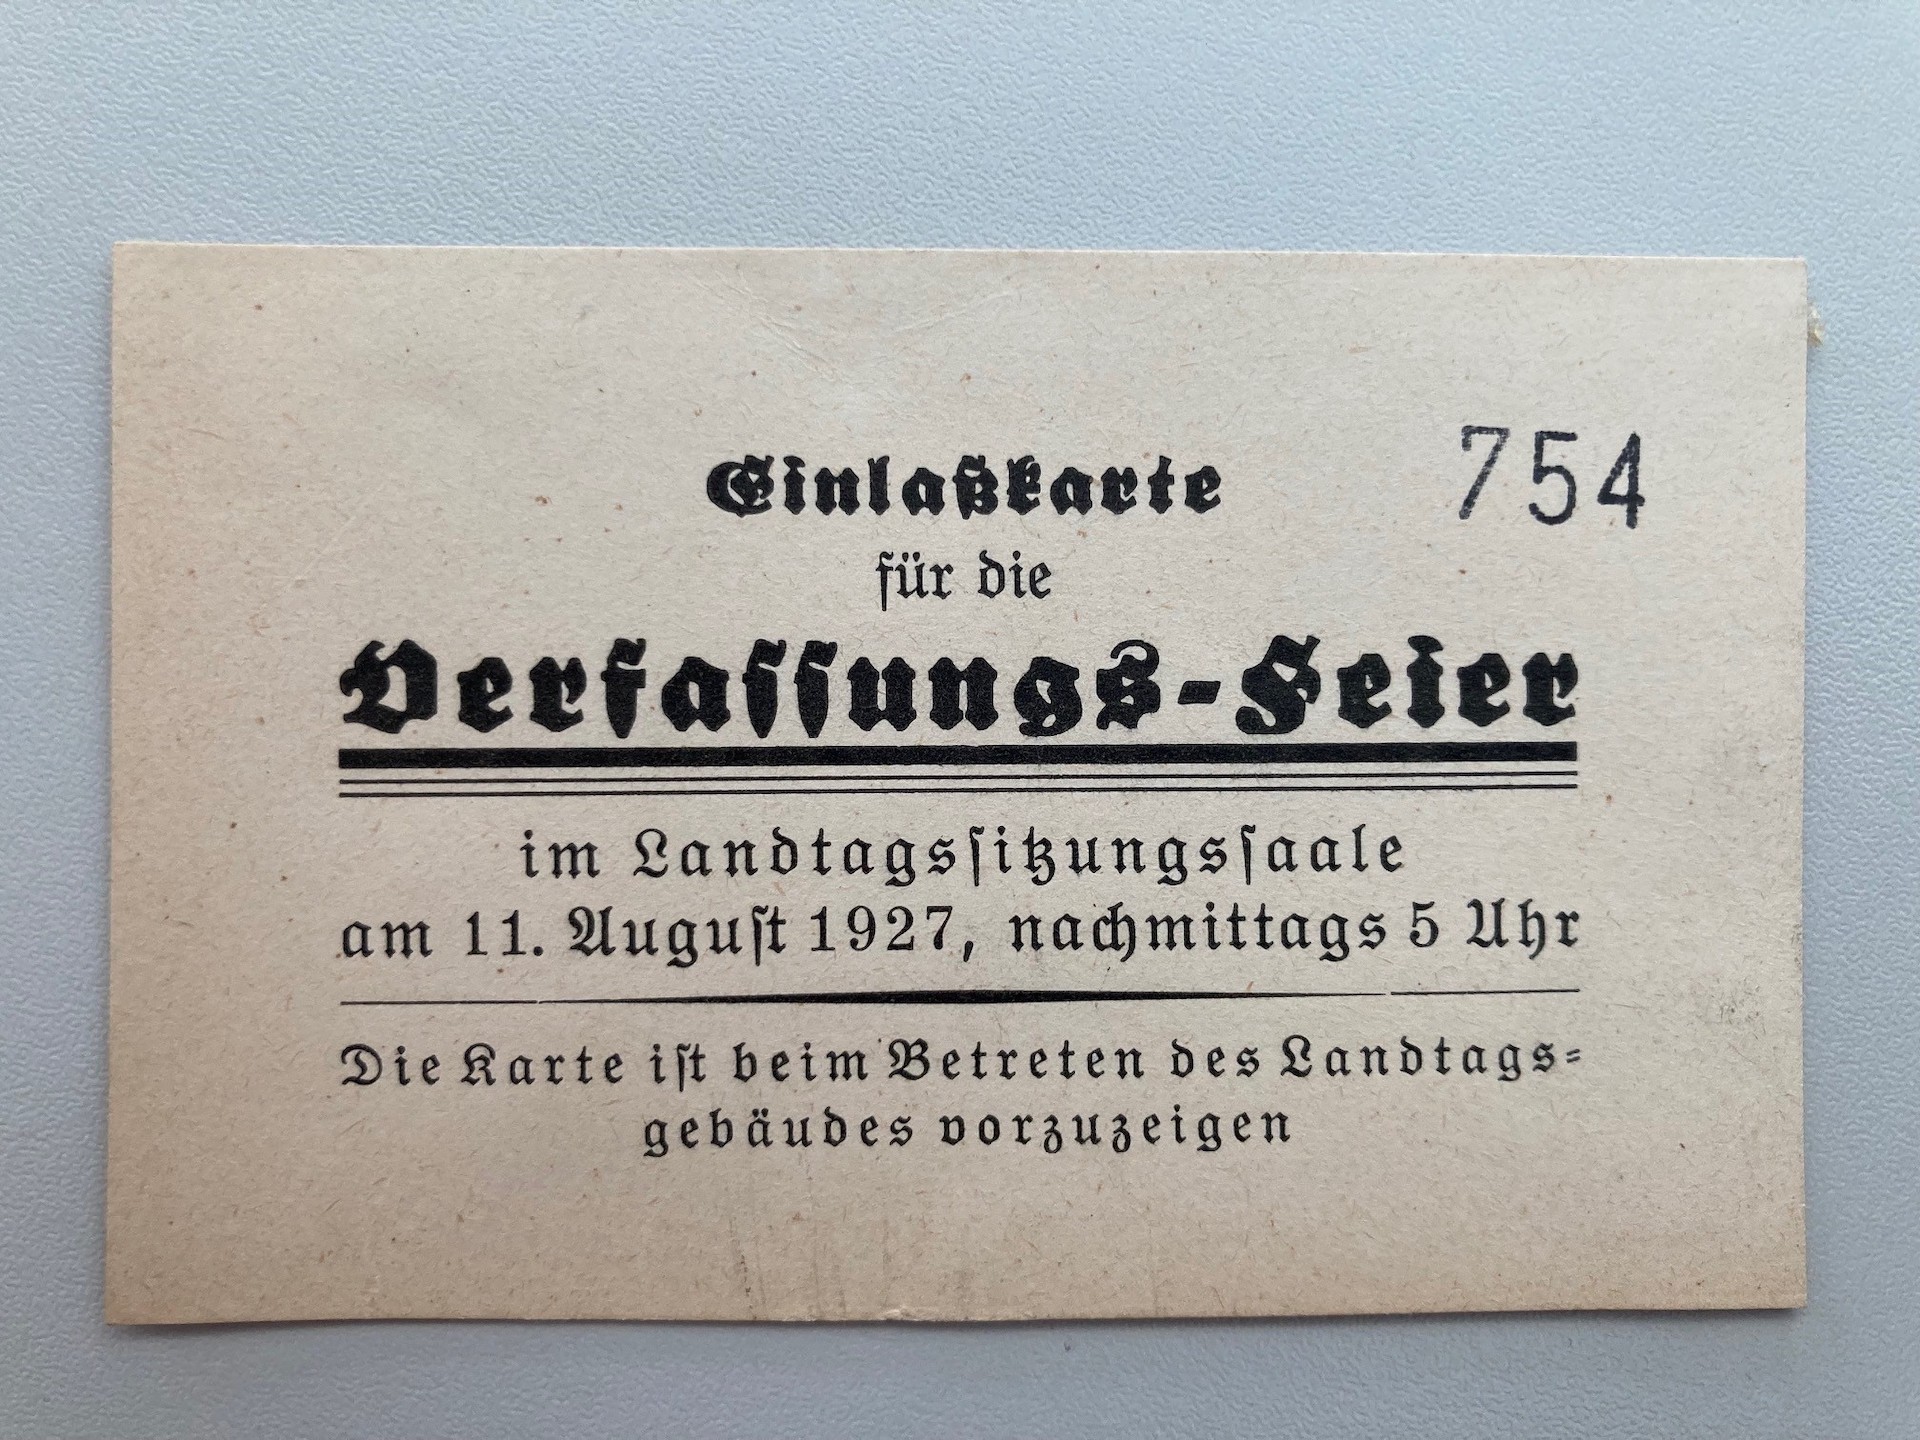 Einlaßkarte
754
für die
Verfaſſungs-Feier
im Landtagsſitzungsſaale
am 11. Auguſt 1927, nachmittags 5 Uhr
Die Karte iſt beim Betreten des Landtags-
gebäudes vorzuzeigen